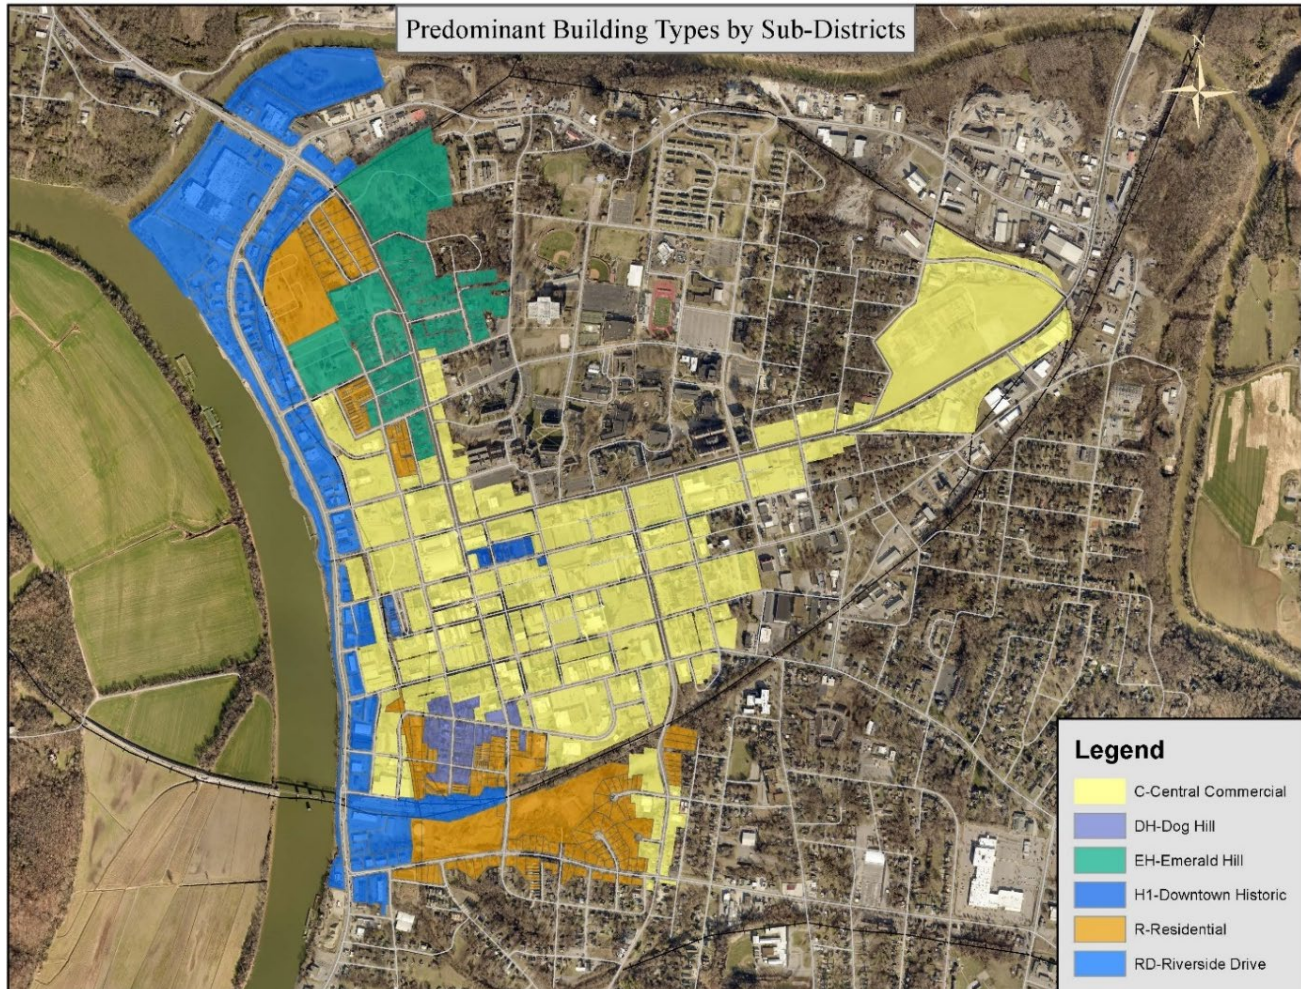 Predominant Building Types by Sub-Districts
N
Legend
C-Central Commercial
DH-Dog Hill
EH-Emerald Hill
H1-Downtown Historic
R-Residential
RD-Riverside Drive